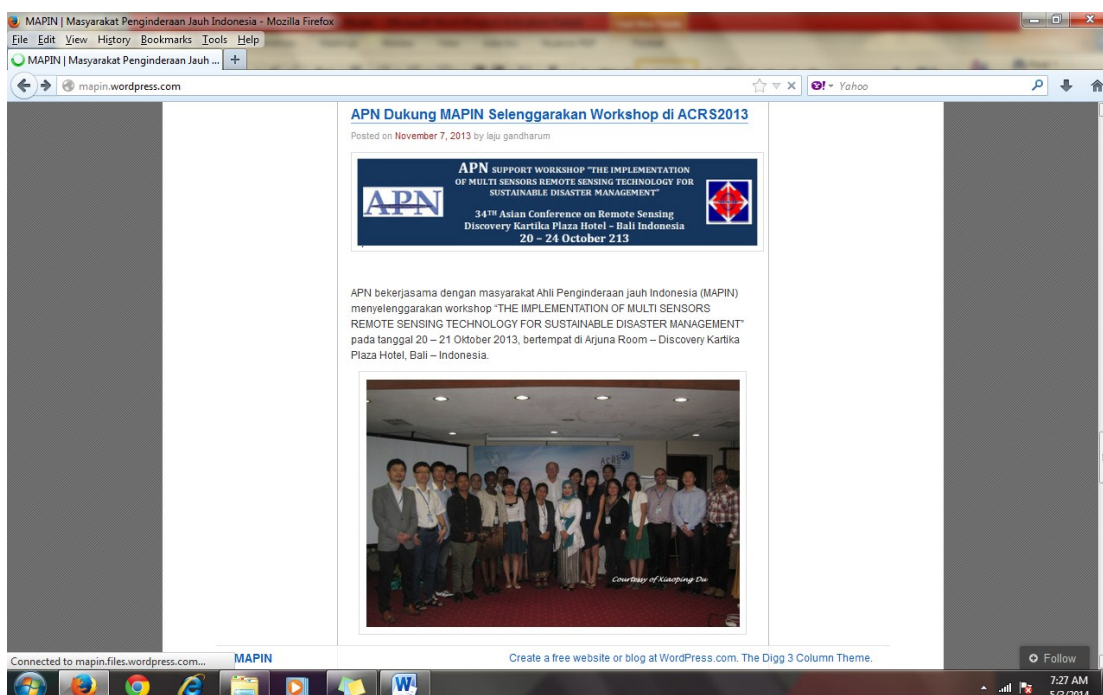 MAPIN | Masyarakat Penginderaan Jauh Indonesia - Mozilla Firefox
File Edit View History Bookmarks Tools Help
MAPIN | Masyarakat Penginderaan Jauh ... +
mapin.wordpress.com
Yahoo
APN Dukung MAPIN Selenggarakan Workshop di ACRS2013
Posted on November 7, 2013 by laju gandharum
APN
APN SUPPORT WORKSHOP "THE IMPLEMENTATION
OF MULTI SENSORS REMOTE SENSING TECHNOLOGY FOR
SUSTAINABLE DISASTER MANAGEMENT"
34TH Asian Conference on Remote Sensing
Discovery Kartika Plaza Hotel – Bali Indonesia
20 – 24 October 213
APN bekerjasama dengan masyarakat Ahli Penginderaan jauh Indonesia (MAPIN)
menyelenggarakan workshop "THE IMPLEMENTATION OF MULTI SENSORS
REMOTE SENSING TECHNOLOGY FOR SUSTAINABLE DISASTER MANAGEMENT"
pada tanggal 20 – 21 Oktober 2013, bertempat di Arjuna Room – Discovery Kartika
Plaza Hotel, Bali – Indonesia.
ACRS
Courtesy of Xiaoping Du
Connected to mapin.files.wordpress.com...
MAPIN
Create a free website or blog at WordPress.com. The Digg 3 Column Theme.
Follow
7:27 AM
5/3/2014